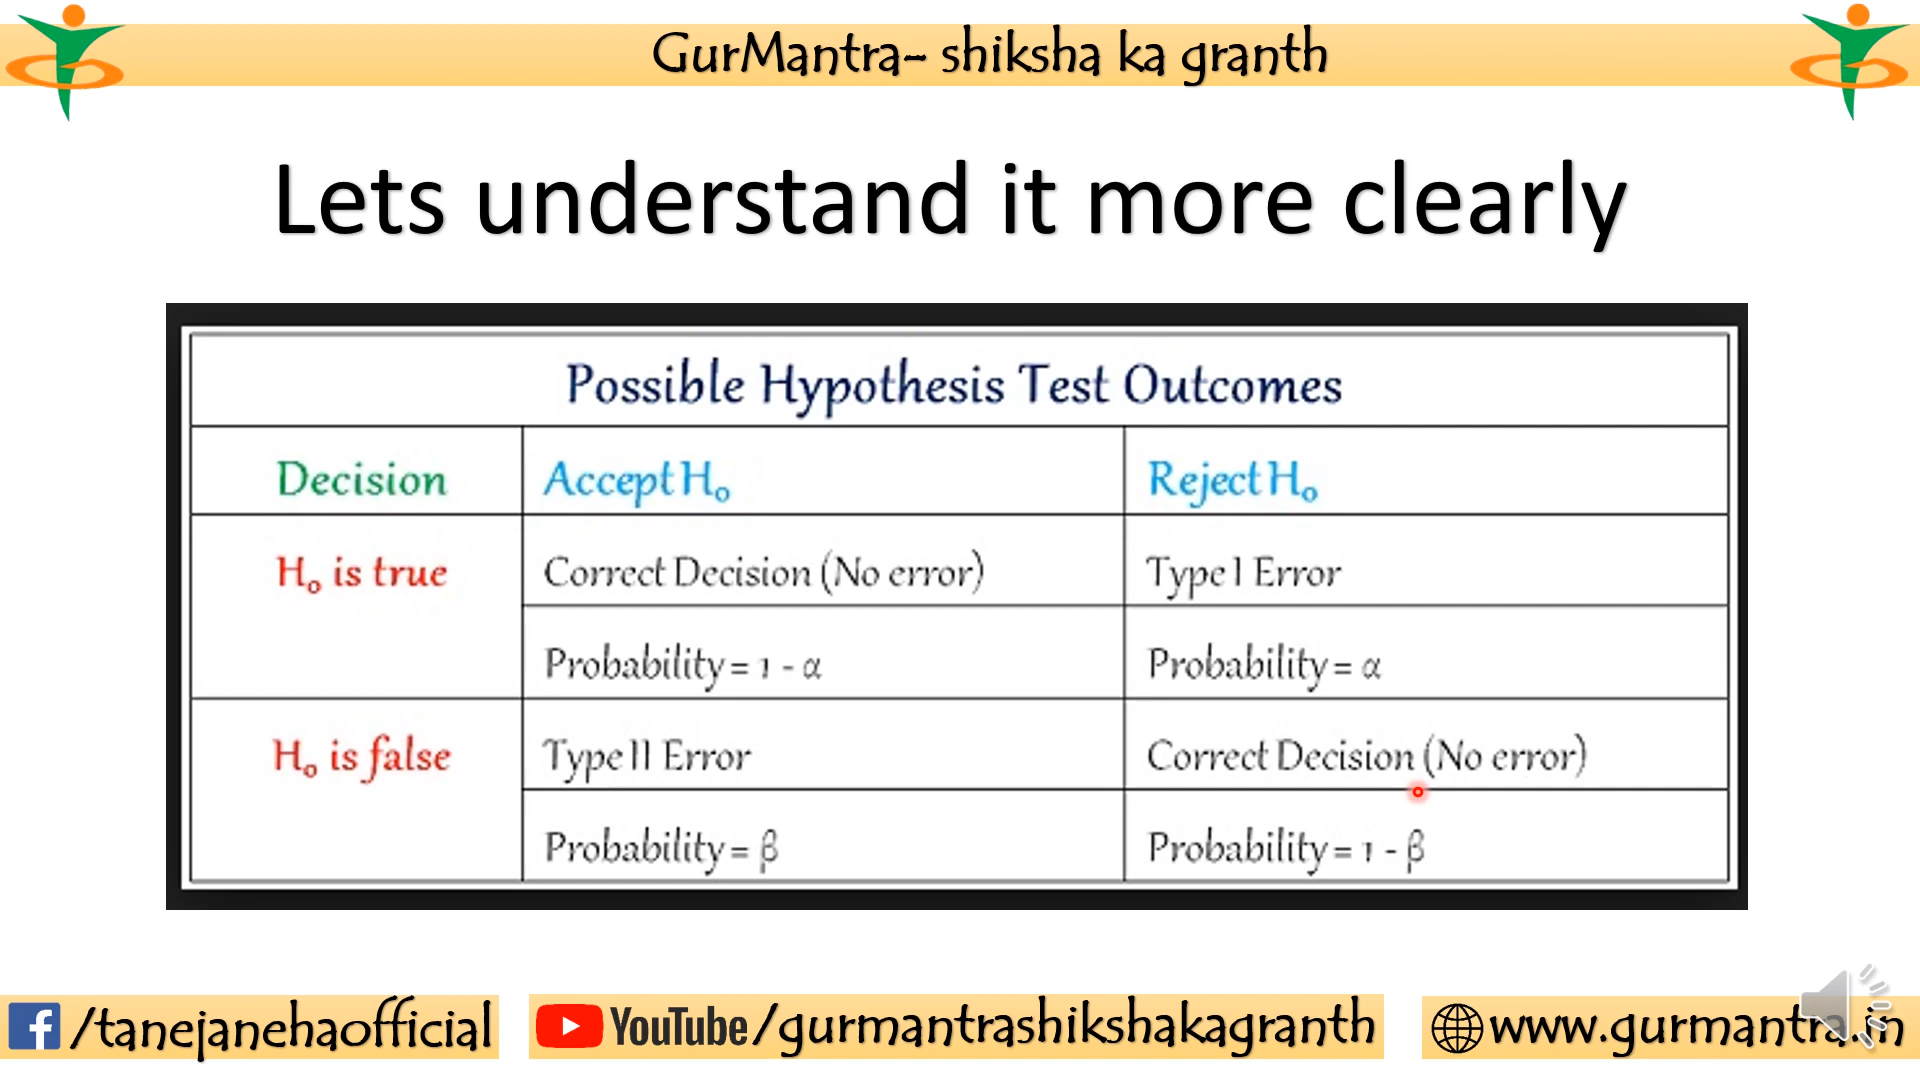 GurMantra- shiksha ka granth
Lets understand it more clearly
Possible Hypothesis Test Outcomes
Decision Accept H₀ Reject H₀
H₀ is true Correct Decision (No error) Type I Error
Probability = 1 - α Probability = α
H₀ is false Type II Error Correct Decision (No error)
Probability = β Probability = 1 - β
/tanejanehaofficial YouTube /gurmantrashikshakagranth www.gurmantra.in